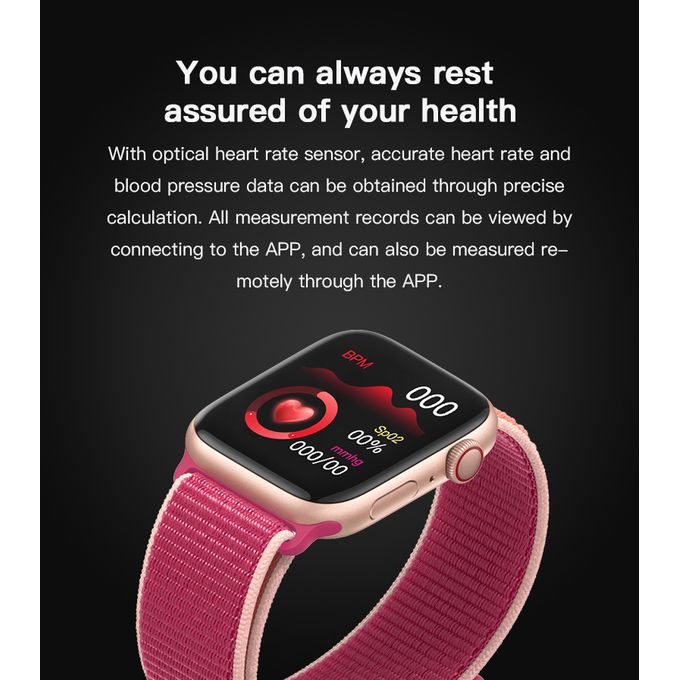 You can always rest
assured of your health
With optical heart rate sensor, accurate heart rate and
blood pressure data can be obtained through precise
calculation. All measurement records can be viewed by
connecting to the APP, and can also be measured re-
motely through the APP.
BPM
000
Sp02
00%
mmhg
000/00